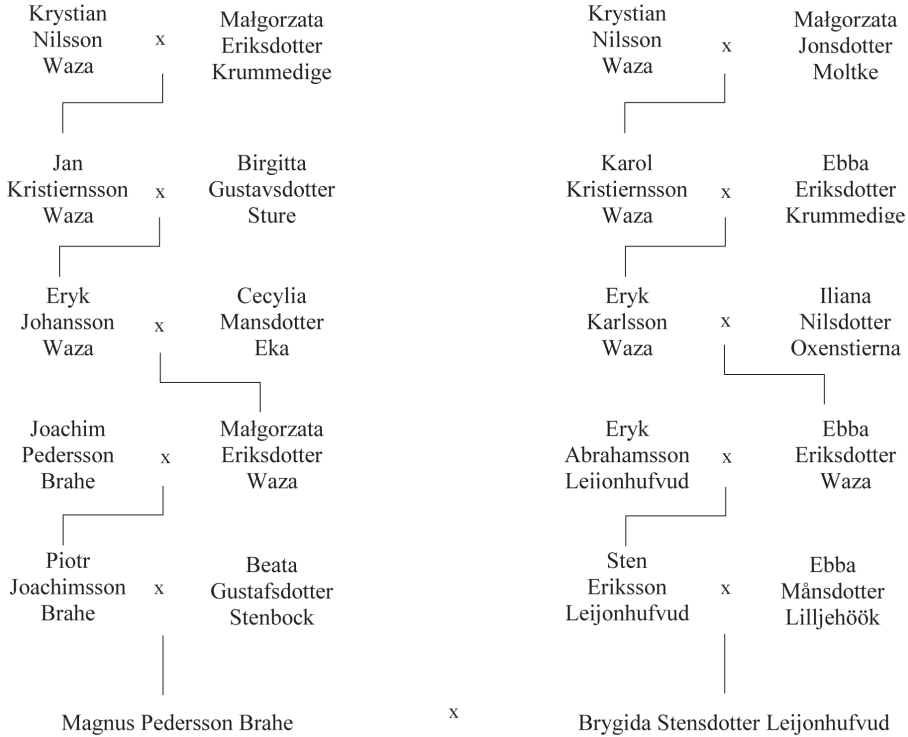 Krystian
Nilsson
Waza
x
Małgorzata
Eriksdotter
Krummedige
Krystian
Nilsson
Waza
x
Małgorzata
Jonsdotter
Moltke
Jan
Kristiernsson
Waza
x
Birgitta
Gustavsdotter
Sture
Karol
Kristiernsson
Waza
x
Ebba
Eriksdotter
Krummedige
Eryk
Johansson
Waza
x
Cecylia
Mansdotter
Eka
Eryk
Karlsson
Waza
x
Iliana
Nilsdotter
Oxenstierna
Joachim
Pedersson
Brahe
x
Małgorzata
Eriksdotter
Waza
Eryk
Abrahamsson
Leiionhufvud
x
Ebba
Eriksdotter
Waza
Piotr
Joachimsson
Brahe
x
Beata
Gustafsdotter
Stenbock
Sten
Eriksson
Leijonhufvud
x
Ebba
Månsdotter
Lilljehöök
Magnus Pedersson Brahe
x
Brygida Stensdotter Leijonhufvud